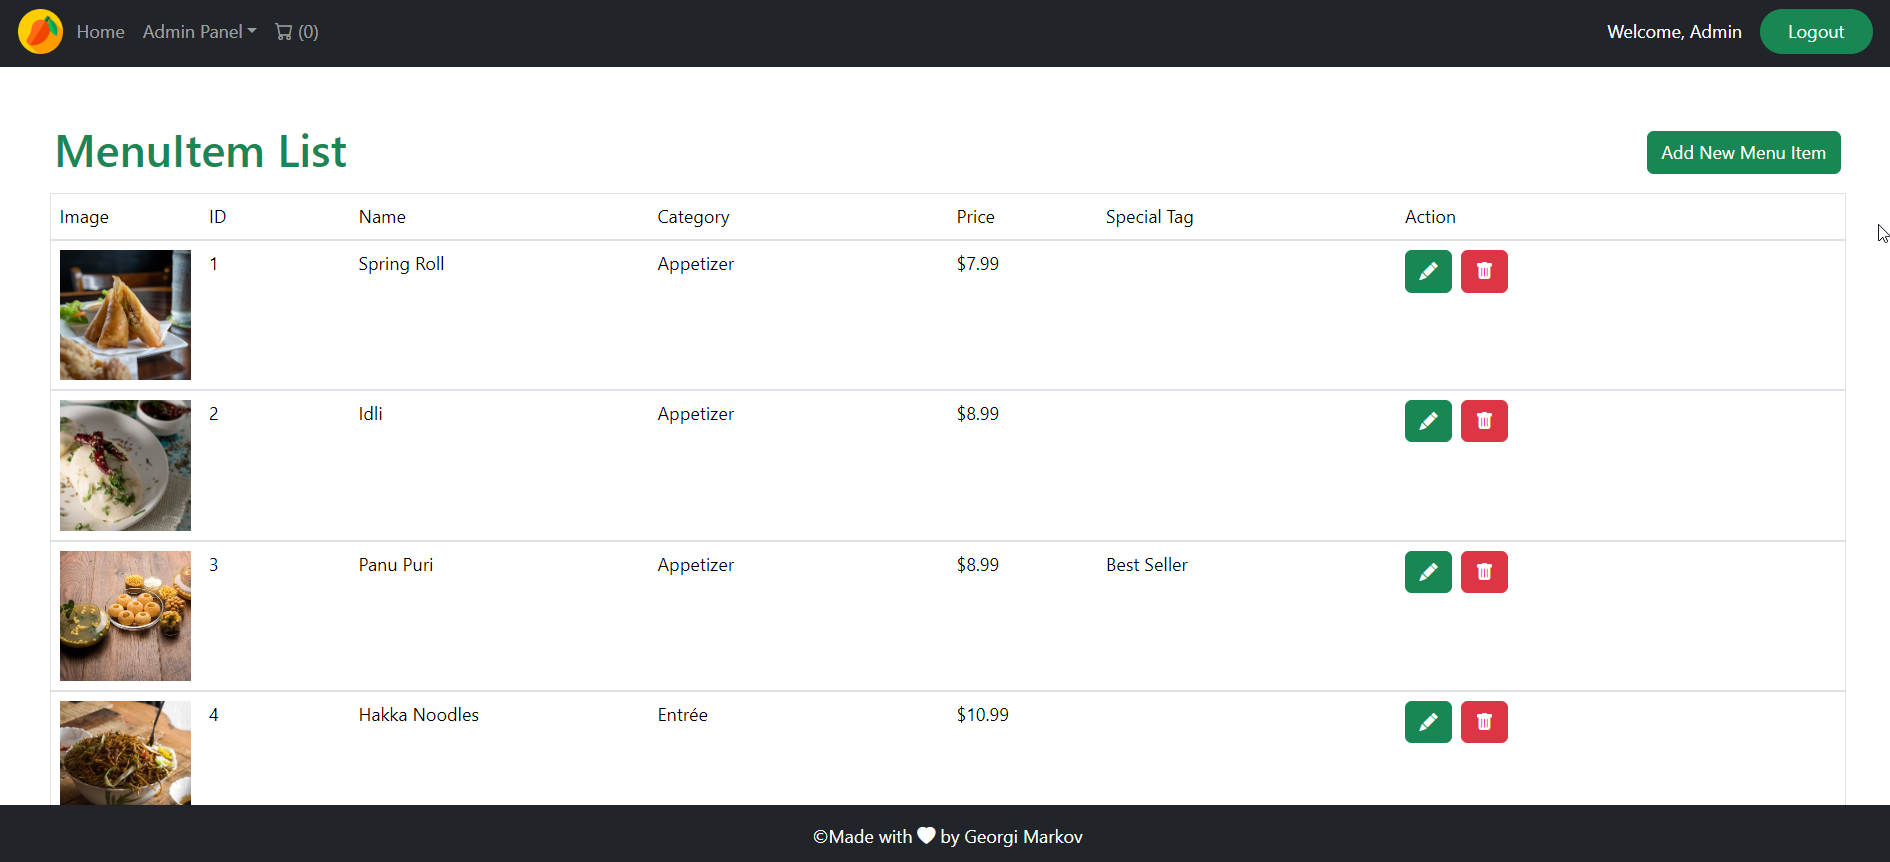 Home Admin Panel (0) Welcome, Admin Logout
MenuItem List Add New Menu Item
Image ID Name Category Price Special Tag Action
1 Spring Roll Appetizer $7.99
2 Idli Appetizer $8.99
3 Panu Puri Appetizer $8.99 Best Seller
4 Hakka Noodles Entrée $10.99
©Made with by Georgi Markov